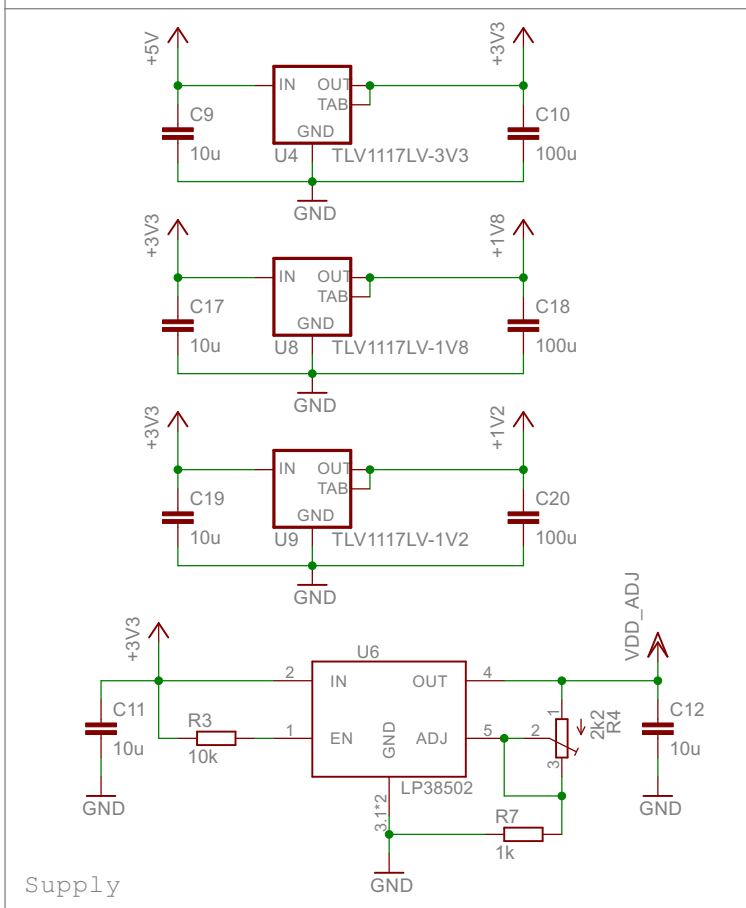 +5V
+3V3
IN OUT
TAB
GND
C9
10u
C10
100u
U4 TLV1117LV-3V3
GND
+3V3
+1V8
IN OUT
TAB
GND
C17
10u
C18
100u
U8 TLV1117LV-1V8
GND
+3V3
+1V2
IN OUT
TAB
GND
C19
10u
C20
100u
U9 TLV1117LV-1V2
GND
+3V3
VDD_ADJ
U6
2 IN OUT 4
1 EN GND ADJ 5
LP38502
3.1*2
C11
10u
GND
R3
10k
1
2
3
2k2
R4
C12
10u
GND
R7
1k
GND
Supply